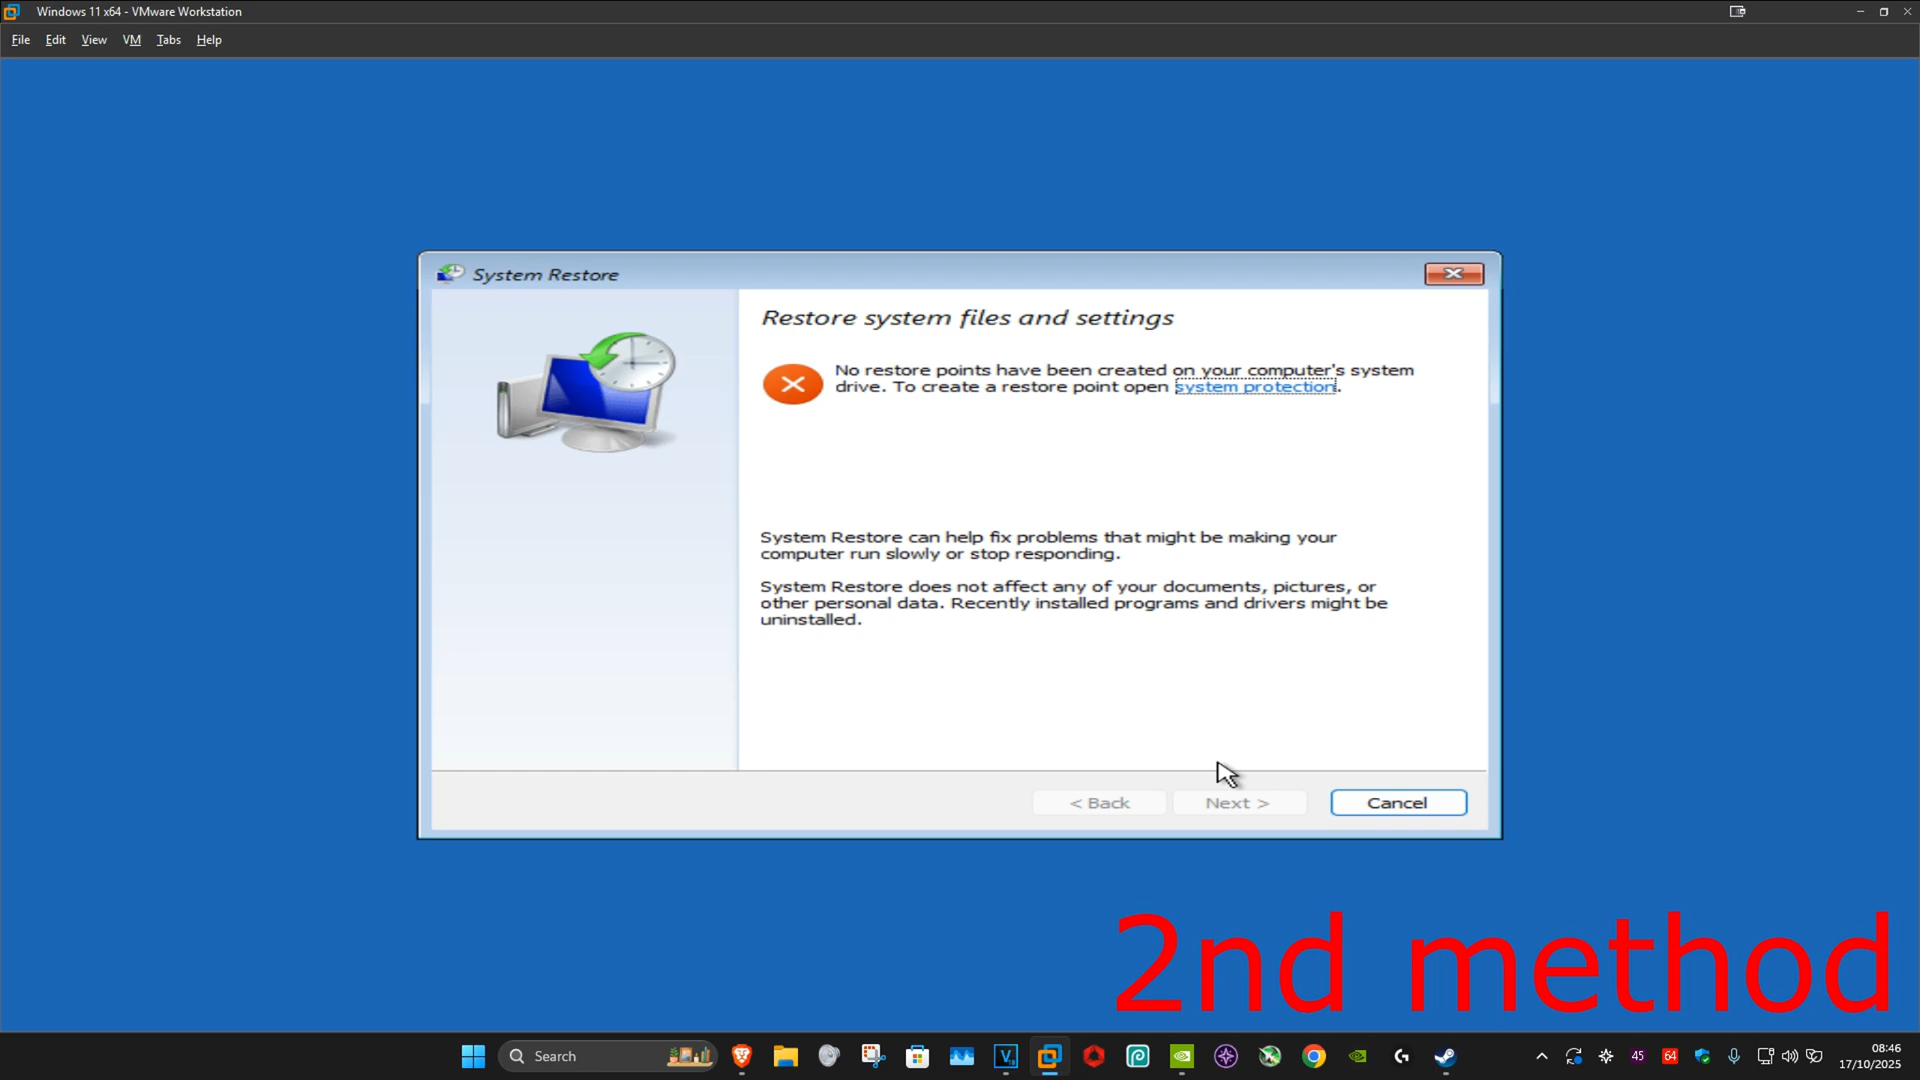 Windows 11 x64 - VMware Workstation
File Edit View VM Tabs Help
System Restore
Restore system files and settings
No restore points have been created on your computer's system
drive. To create a restore point open system protection.
System Restore can help fix problems that might be making your
computer run slowly or stop responding.
System Restore does not affect any of your documents, pictures, or
other personal data. Recently installed programs and drivers might be
uninstalled.
< Back Next > Cancel
2nd method
Search
45
64
08:46
17/10/2025